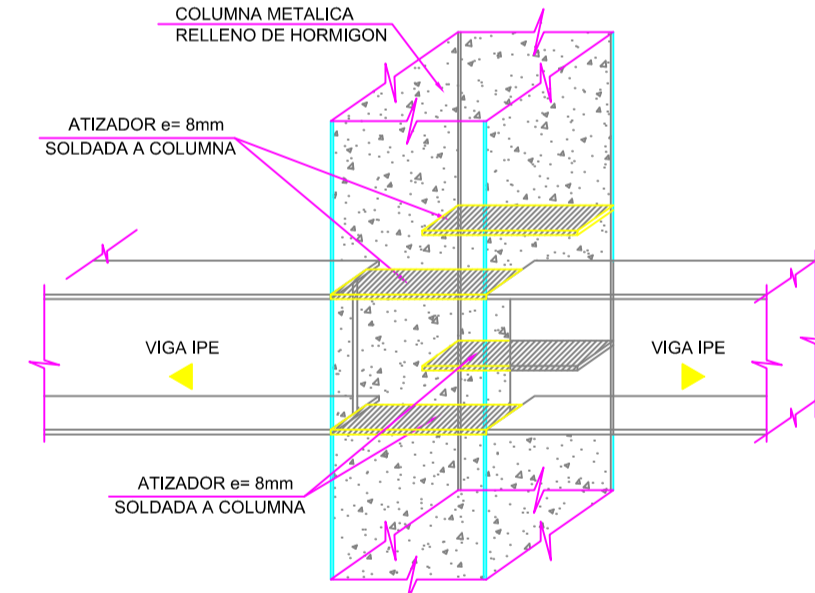 COLUMNA METALICA
RELLENO DE HORMIGON
ATIZADOR e= 8mm
SOLDADA A COLUMNA
VIGA IPE
VIGA IPE
ATIZADOR e= 8mm
SOLDADA A COLUMNA